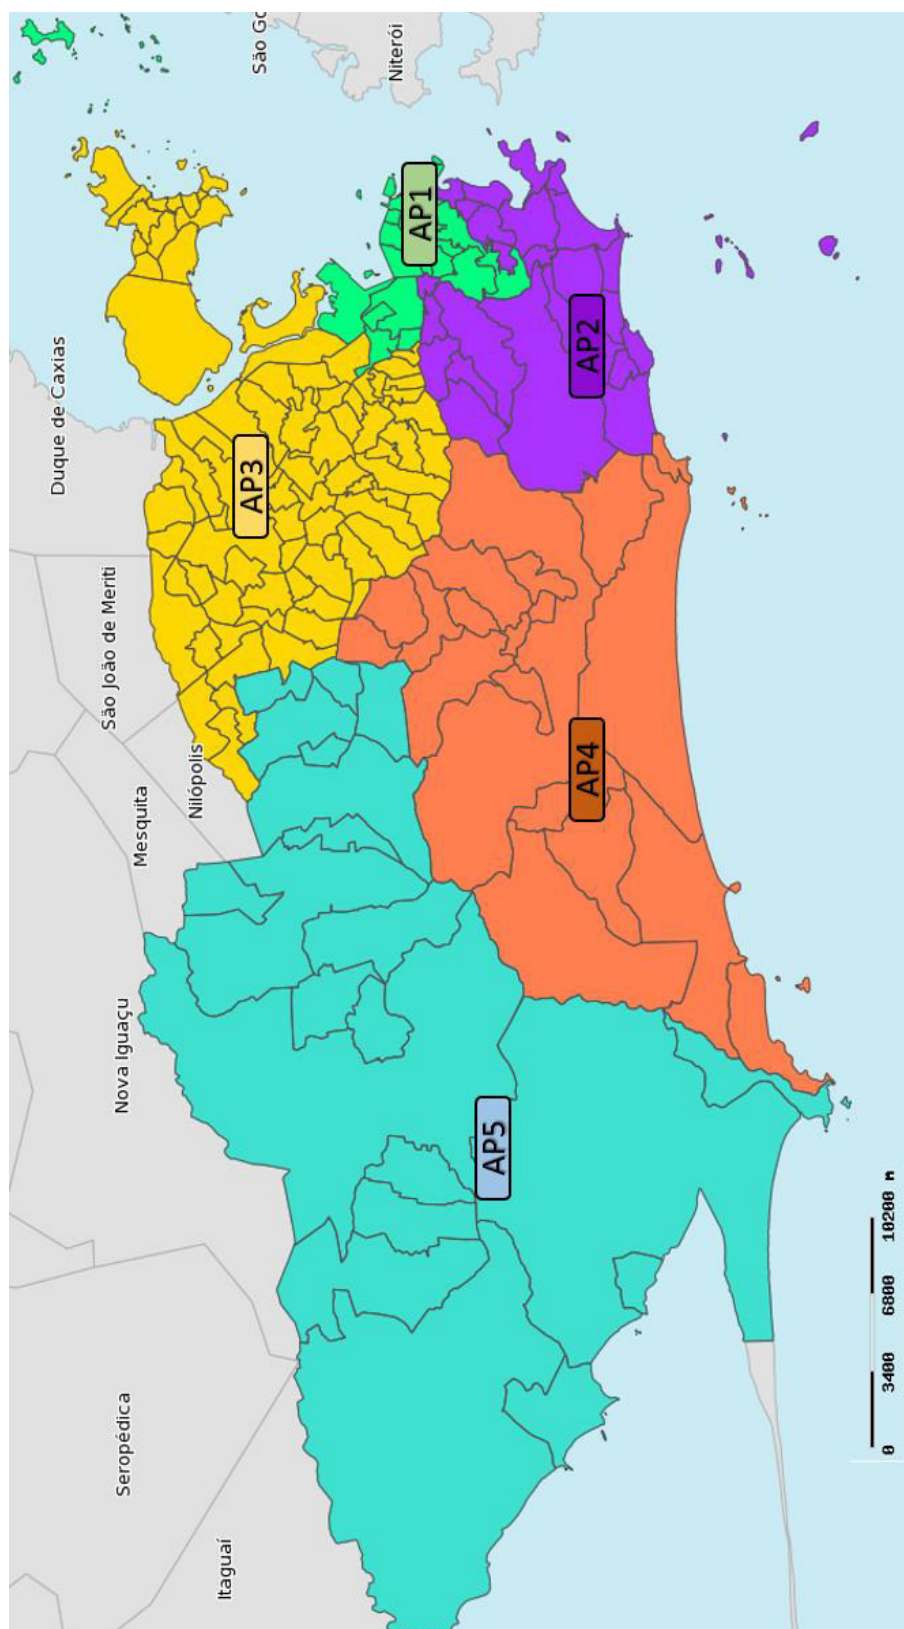 Duque de Caxias
São João de Meriti
Mesquita
Nilópolis
Nova Iguaçu
Seropédica
Itaguaí
São Go
Niterói
AP1
AP2
AP3
AP4
AP5
0 3400 6800 10200 m